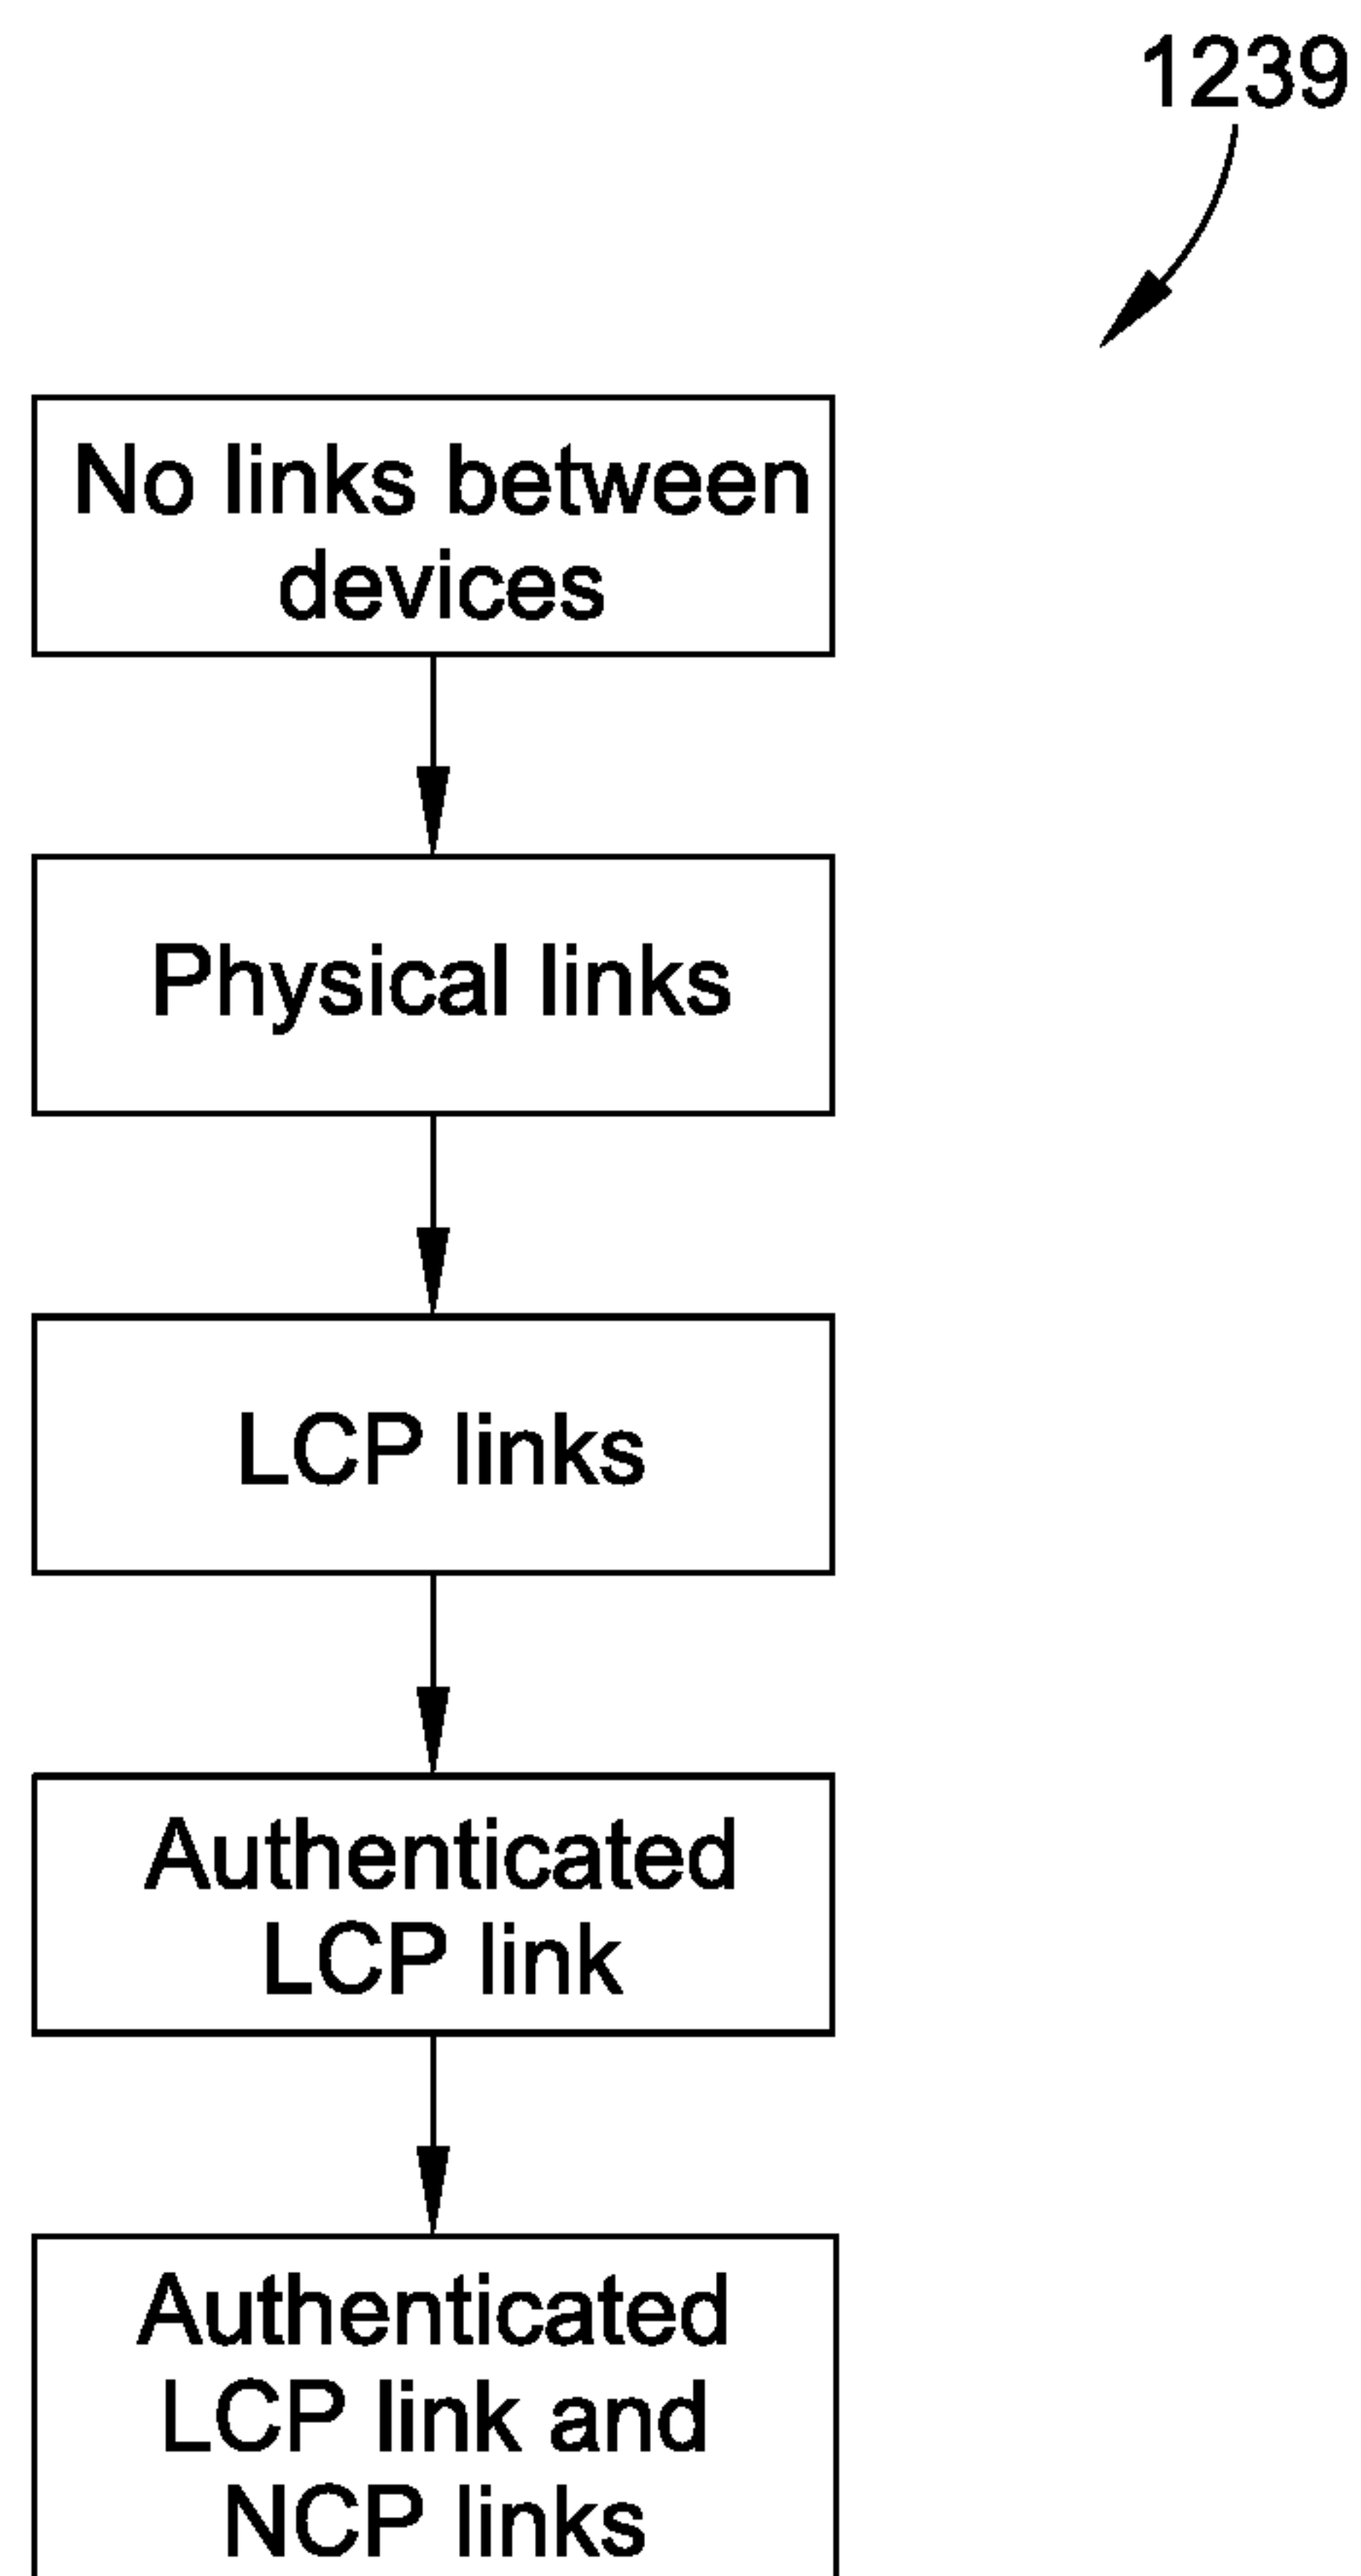 1239
No links between
devices
Physical links
LCP links
Authenticated
LCP link
Authenticated
LCP link and
NCP links